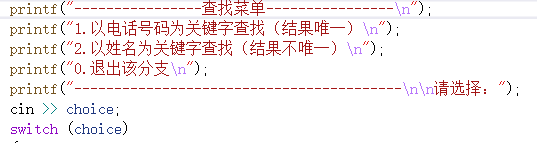 printf("----------------查找菜单----------------\n");
printf("1.以电话号码为关键字查找（结果唯一）\n");
printf("2.以姓名为关键字查找（结果不唯一）\n");
printf("0.退出该分支\n");
printf("-----------------------------------------\n\n请选择：");
cin >> choice;
switch (choice)